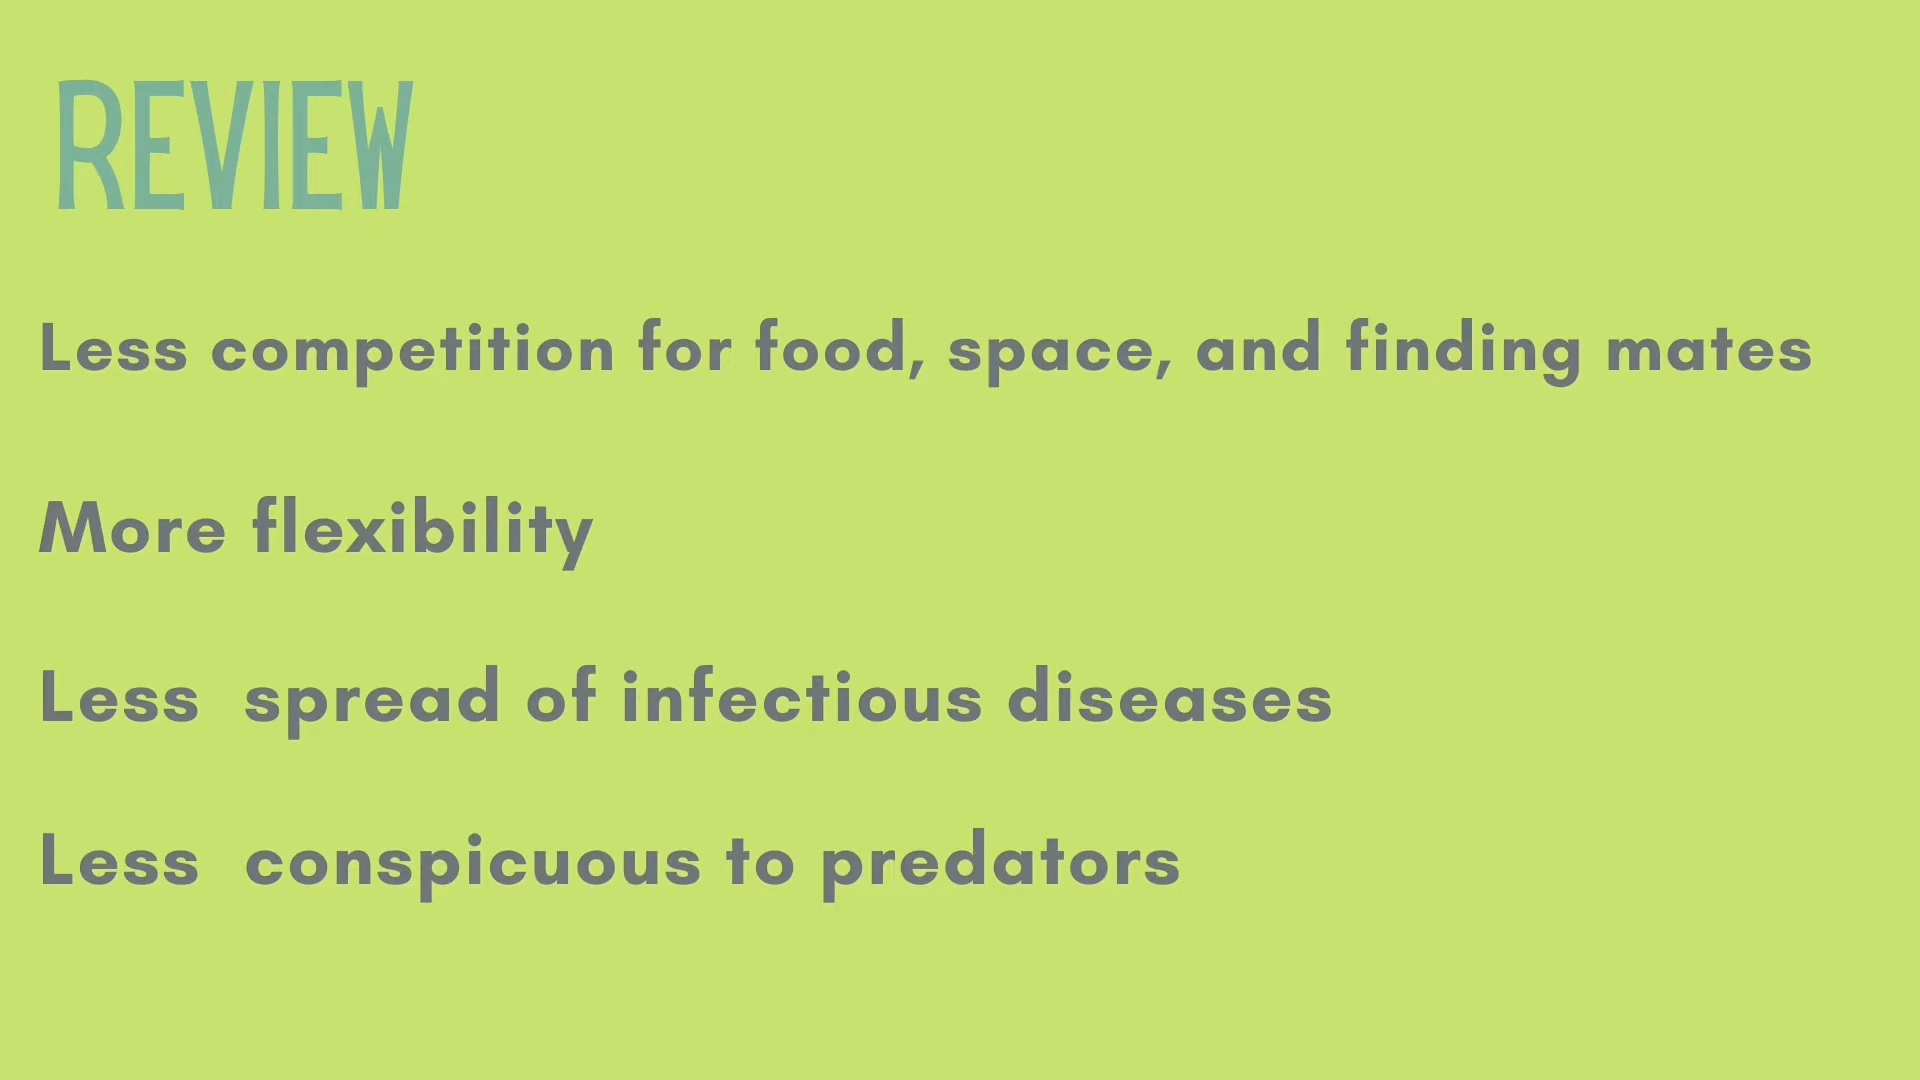 REVIEW
Less competition for food, space, and finding mates
More flexibility
Less  spread of infectious diseases
Less  conspicuous to predators